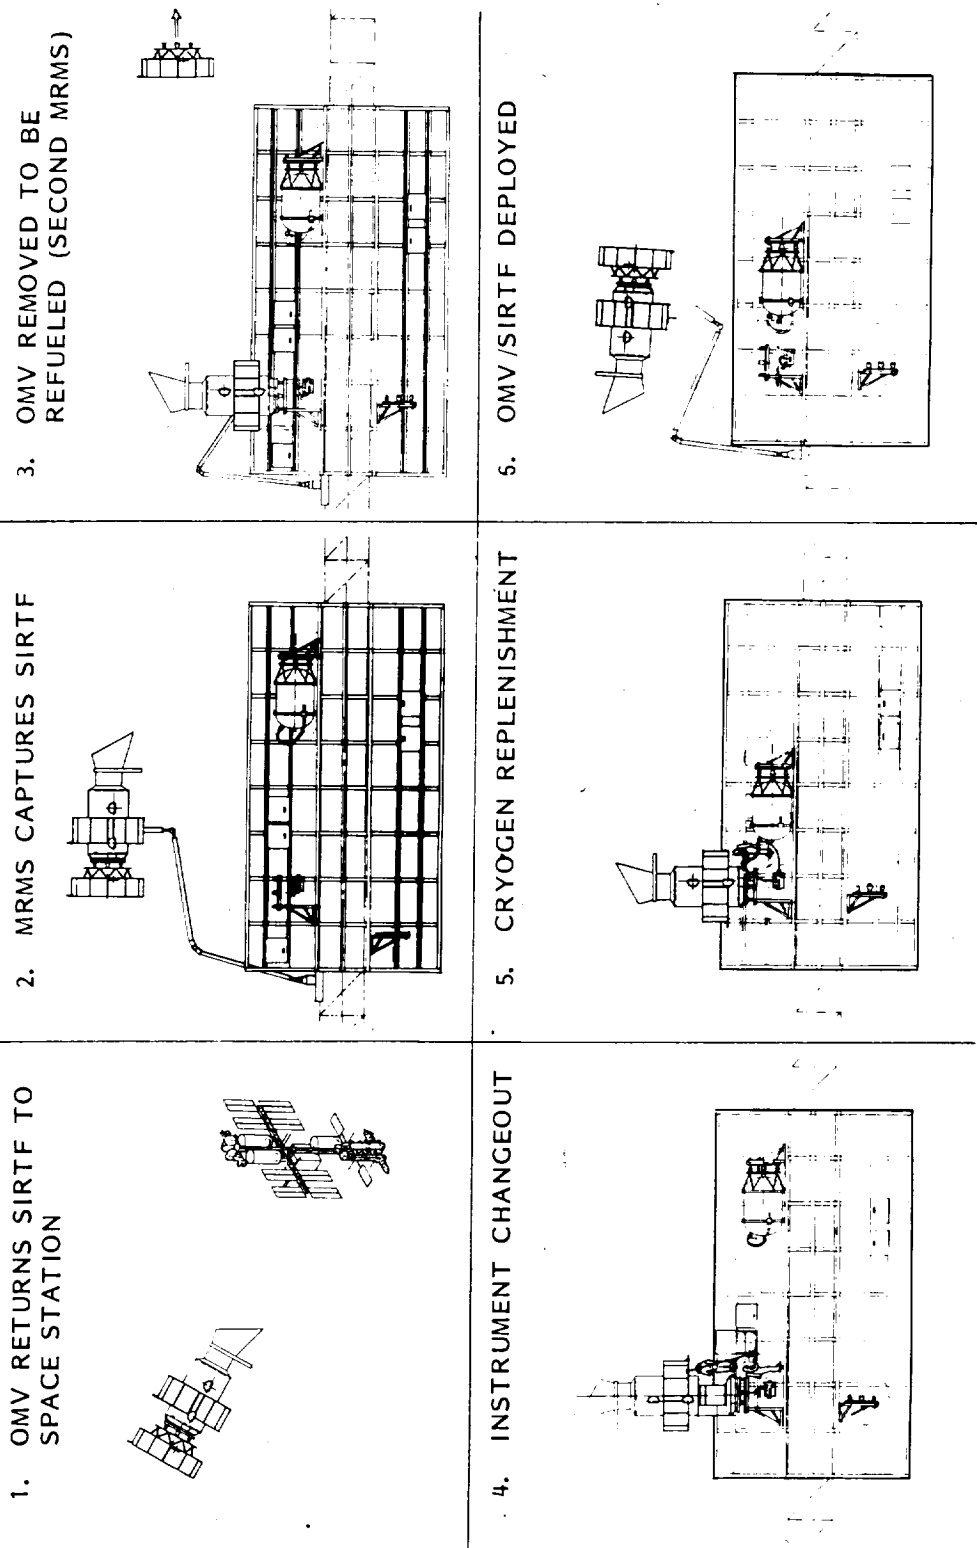 1. OMV RETURNS SIRTF TO
SPACE STATION
2. MRMS CAPTURES SIRTF
3. OMV REMOVED TO BE
REFUELED (SECOND MRMS)
4. INSTRUMENT CHANGEOUT
5. CRYOGEN REPLENISHMENT
6. OMV/SIRTF DEPLOYED